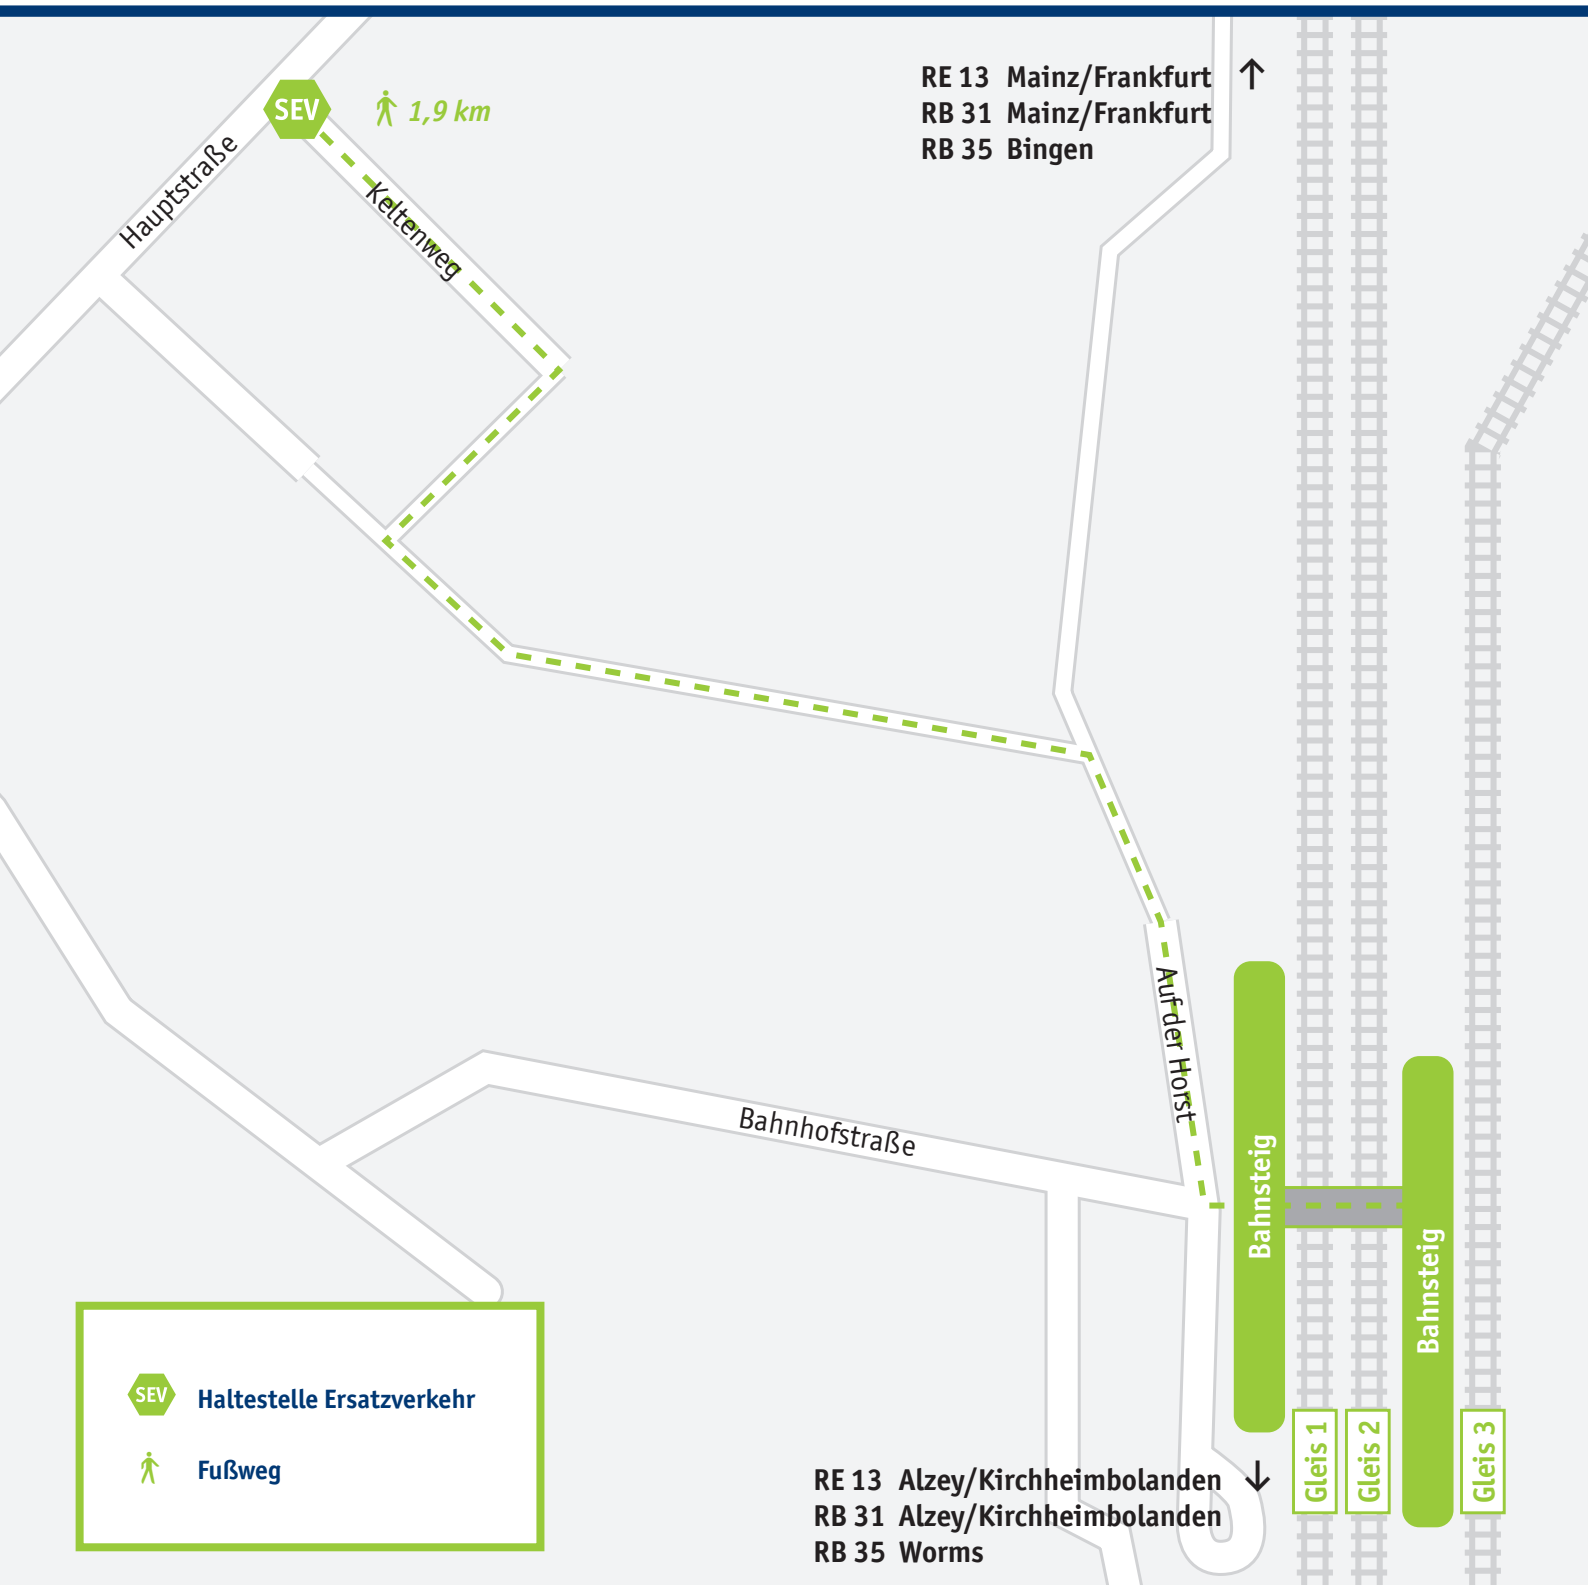 RE 13 Mainz/Frankfurt ↑
RB 31 Mainz/Frankfurt
RB 35 Bingen
SEV
1,9 km
Hauptstraße
Keltenweg
Auf der Horst
Bahnhofstraße
Bahnsteig
Bahnsteig
SEV Haltestelle Ersatzverkehr
Fußweg
Gleis 1
Gleis 2
Gleis 3
RE 13 Alzey/Kirchheimbolanden ↓
RB 31 Alzey/Kirchheimbolanden
RB 35 Worms